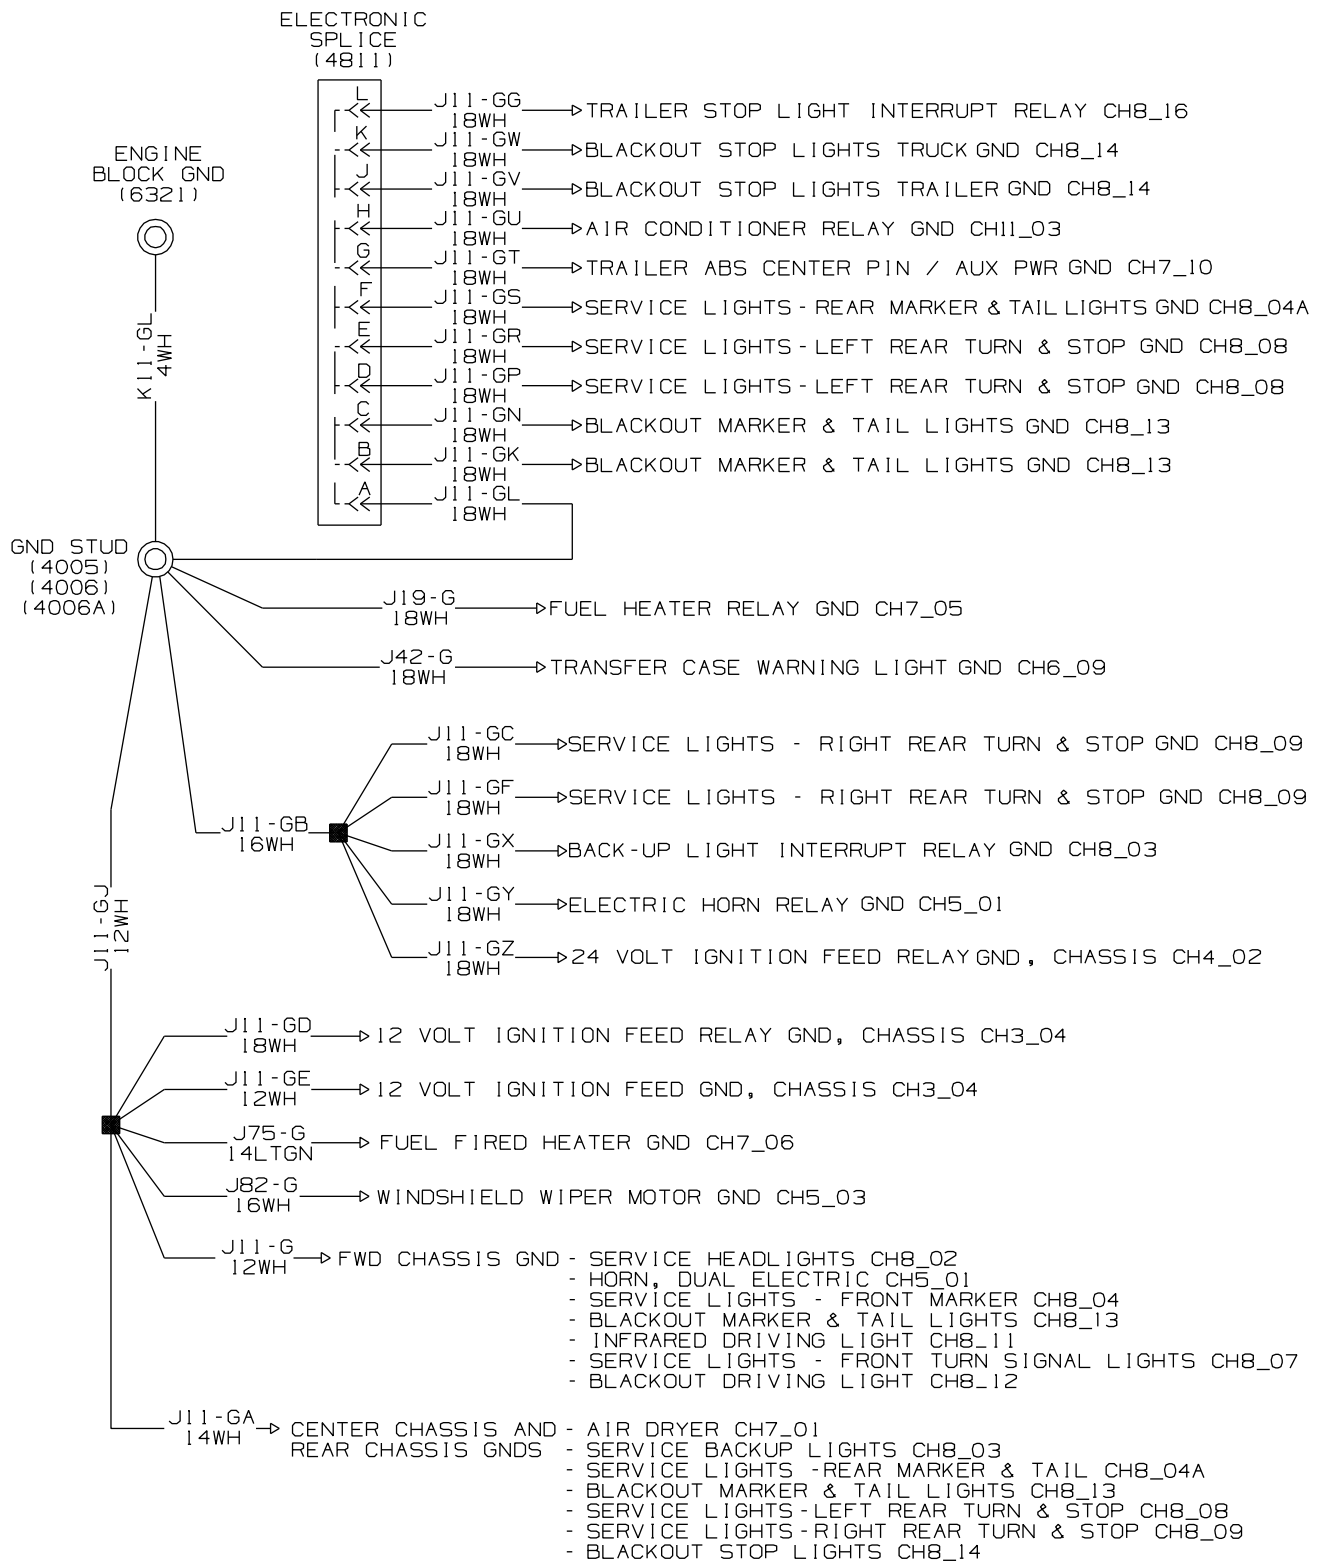 ELECTRONIC
SPLICE
(4811)
L J11-GG TRAILER STOP LIGHT INTERRUPT RELAY CH8_16
18WH
K J11-GW BLACKOUT STOP LIGHTS TRUCK GND CH8_14
18WH
J J11-GV BLACKOUT STOP LIGHTS TRAILER GND CH8_14
18WH
H J11-GU AIR CONDITIONER RELAY GND CH11_03
18WH
G J11-GT TRAILER ABS CENTER PIN / AUX PWR GND CH7_10
18WH
F J11-GS SERVICE LIGHTS - REAR MARKER & TAIL LIGHTS GND CH8_04A
18WH
E J11-GR SERVICE LIGHTS - LEFT REAR TURN & STOP GND CH8_08
18WH
D J11-GP SERVICE LIGHTS - LEFT REAR TURN & STOP GND CH8_08
18WH
C J11-GN BLACKOUT MARKER & TAIL LIGHTS GND CH8_13
18WH
B J11-GK BLACKOUT MARKER & TAIL LIGHTS GND CH8_13
18WH
A J11-GL
18WH
ENGINE
BLOCK GND
(6321)
K11-GL
4WH
GND STUD
(4005)
(4006)
(4006A)
J19-G FUEL HEATER RELAY GND CH7_05
18WH
J42-G TRANSFER CASE WARNING LIGHT GND CH6_09
18WH
J11-GC SERVICE LIGHTS - RIGHT REAR TURN & STOP GND CH8_09
18WH
J11-GF SERVICE LIGHTS - RIGHT REAR TURN & STOP GND CH8_09
18WH
J11-GB
16WH
J11-GX BACK-UP LIGHT INTERRUPT RELAY GND CH8_03
18WH
J11-GY ELECTRIC HORN RELAY GND CH5_01
18WH
J11-GZ 24 VOLT IGNITION FEED RELAY GND, CHASSIS CH4_02
18WH
J11-GJ
12WH
J11-GD 12 VOLT IGNITION FEED RELAY GND, CHASSIS CH3_04
18WH
J11-GE 12 VOLT IGNITION FEED GND, CHASSIS CH3_04
12WH
J75-G FUEL FIRED HEATER GND CH7_06
14LTGN
J82-G WINDSHIELD WIPER MOTOR GND CH5_03
16WH
J11-G FWD CHASSIS GND - SERVICE HEADLIGHTS CH8_02
12WH
- HORN, DUAL ELECTRIC CH5_01
- SERVICE LIGHTS - FRONT MARKER CH8_04
- BLACKOUT MARKER & TAIL LIGHTS CH8_13
- INFRARED DRIVING LIGHT CH8_11
- SERVICE LIGHTS - FRONT TURN SIGNAL LIGHTS CH8_07
- BLACKOUT DRIVING LIGHT CH8_12
J11-GA CENTER CHASSIS AND - AIR DRYER CH7_01
14WH REAR CHASSIS GNDS - SERVICE BACKUP LIGHTS CH8_03
- SERVICE LIGHTS -REAR MARKER & TAIL CH8_04A
- BLACKOUT MARKER & TAIL LIGHTS CH8_13
- SERVICE LIGHTS - LEFT REAR TURN & STOP CH8_08
- SERVICE LIGHTS - RIGHT REAR TURN & STOP CH8_09
- BLACKOUT STOP LIGHTS CH8_14